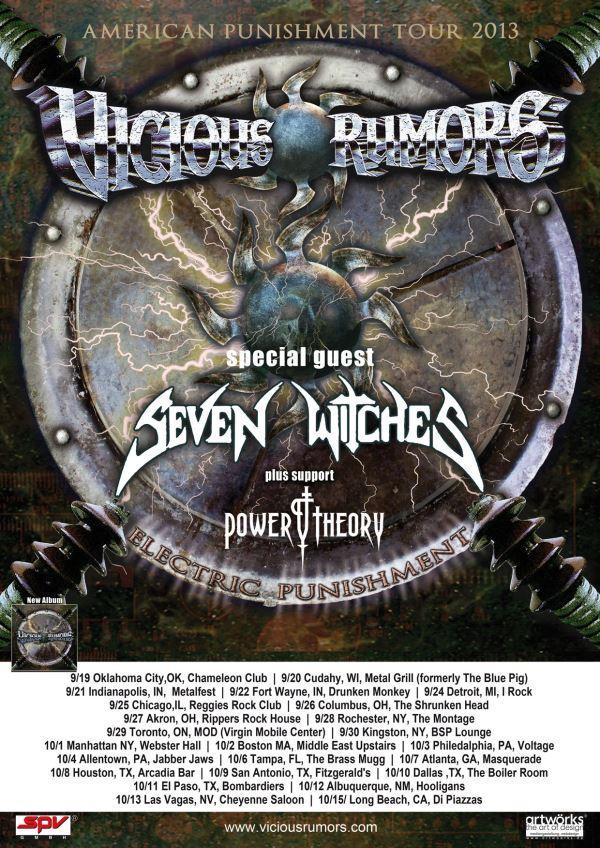 AMERICAN PUNISHMENT TOUR 2013
VICIOUS RUMORS
special guest
SEVEN WITCHES
plus support
POWER THEORY
ELECTRIC PUNISHMENT
New Album
VICIOUS RUMORS
9/19 Oklahoma City,OK, Chameleon Club | 9/20 Cudahy, WI, Metal Grill (formerly The Blue Pig)
9/21 Indianapolis, IN, Metalfest | 9/22 Fort Wayne, IN, Drunken Monkey | 9/24 Detroit, MI, I Rock
9/25 Chicago,IL, Reggies Rock Club | 9/26 Columbus, OH, The Shrunken Head
9/27 Akron, OH, Rippers Rock House | 9/28 Rochester, NY, The Montage
9/29 Toronto, ON, MOD (Virgin Mobile Center) | 9/30 Kingston, NY, BSP Lounge
10/1 Manhattan NY, Webster Hall | 10/2 Boston MA, Middle East Upstairs | 10/3 Philedalphia, PA, Voltage
10/4 Allentown, PA, Jabber Jaws | 10/6 Tampa, FL, The Brass Mugg | 10/7 Atlanta, GA, Masquerade
10/8 Houston, TX, Arcadia Bar | 10/9 San Antonio, TX, Fitzgerald's | 10/10 Dallas ,TX, The Boiler Room
10/11 El Paso, TX, Bombardiers | 10/12 Albuquerque, NM, Hooligans
10/13 Las Vagas, NV, Cheyenne Saloon | 10/15/ Long Beach, CA, Di Piazzas
SPV®
GMBH
www.viciousrumors.com
artwörks®
the art of design